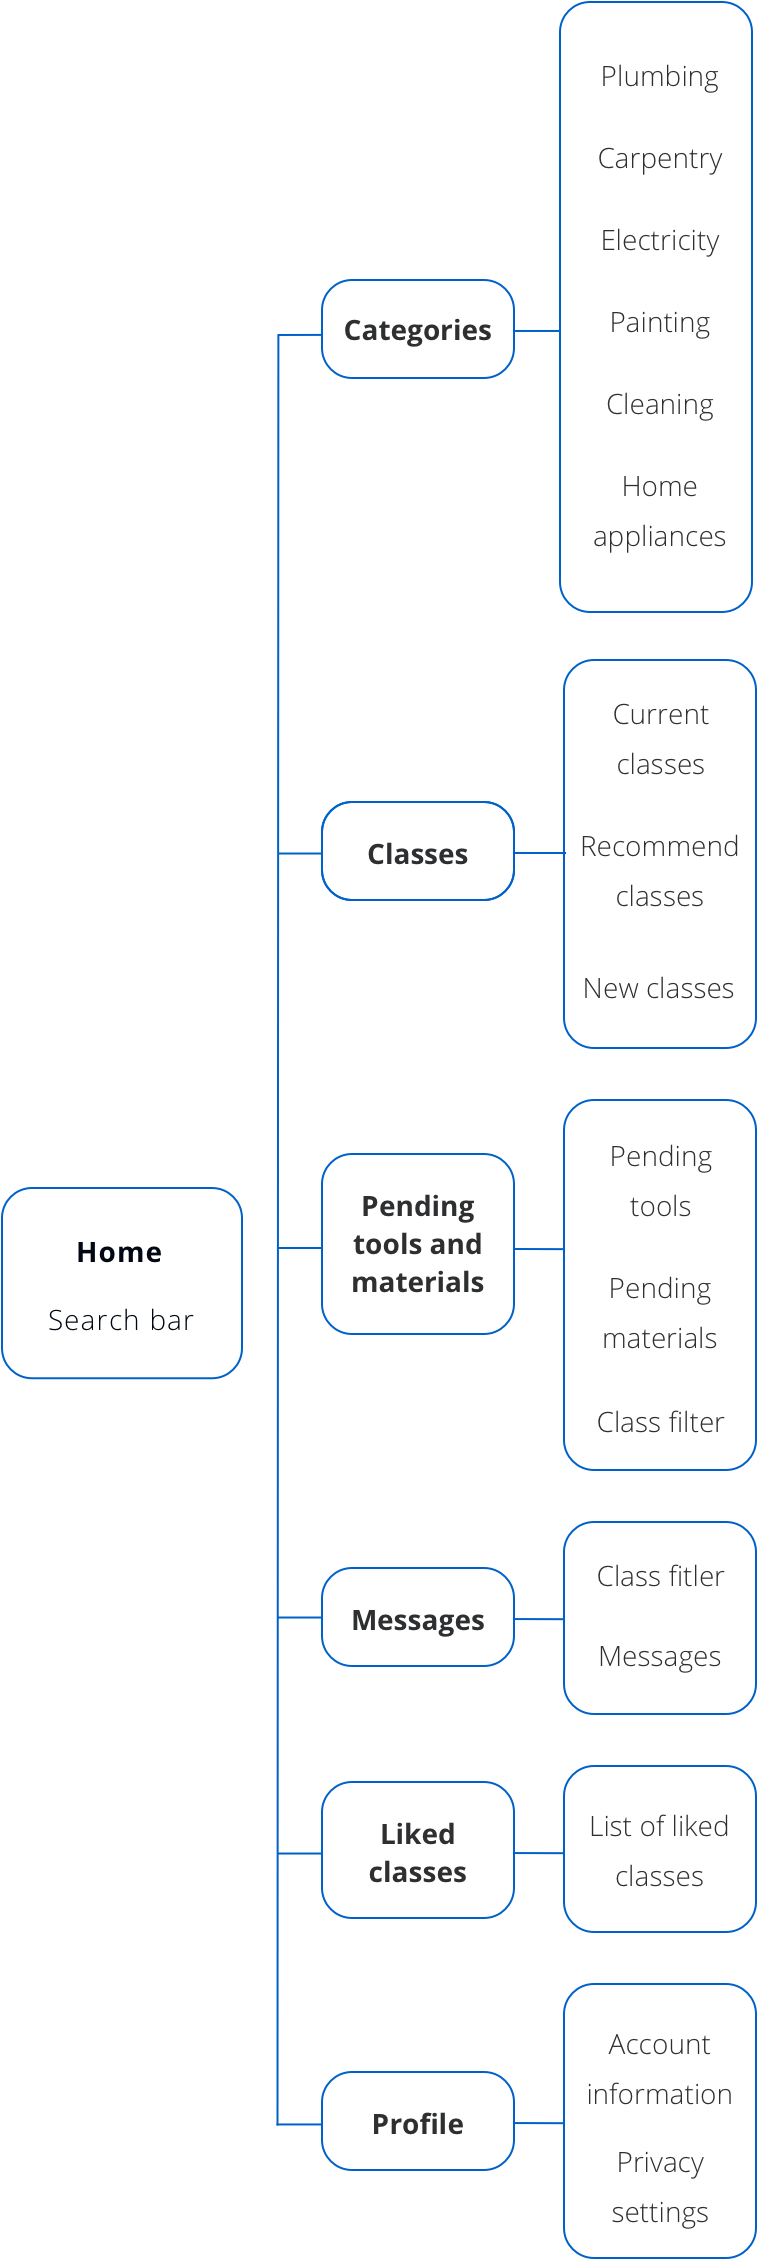 Home
Search bar
Categories
Plumbing
Carpentry
Electricity
Painting
Cleaning
Home
appliances
Classes
Current
classes
Recommend
classes
New classes
Pending
tools and
materials
Pending
tools
Pending
materials
Class filter
Messages
Class fitler
Messages
Liked
classes
List of liked
classes
Profile
Account
information
Privacy
settings